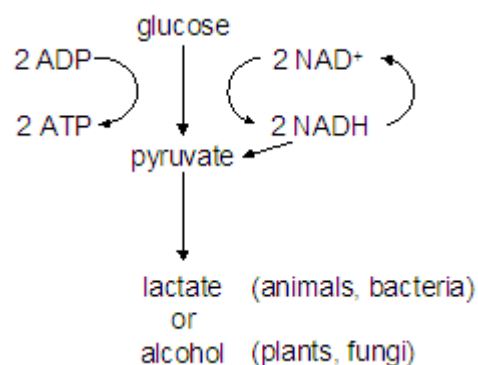 glucose
2 ADP
2 NAD⁺
2 ATP
2 NADH
pyruvate
lactate (animals, bacteria)
or
alcohol (plants, fungi)